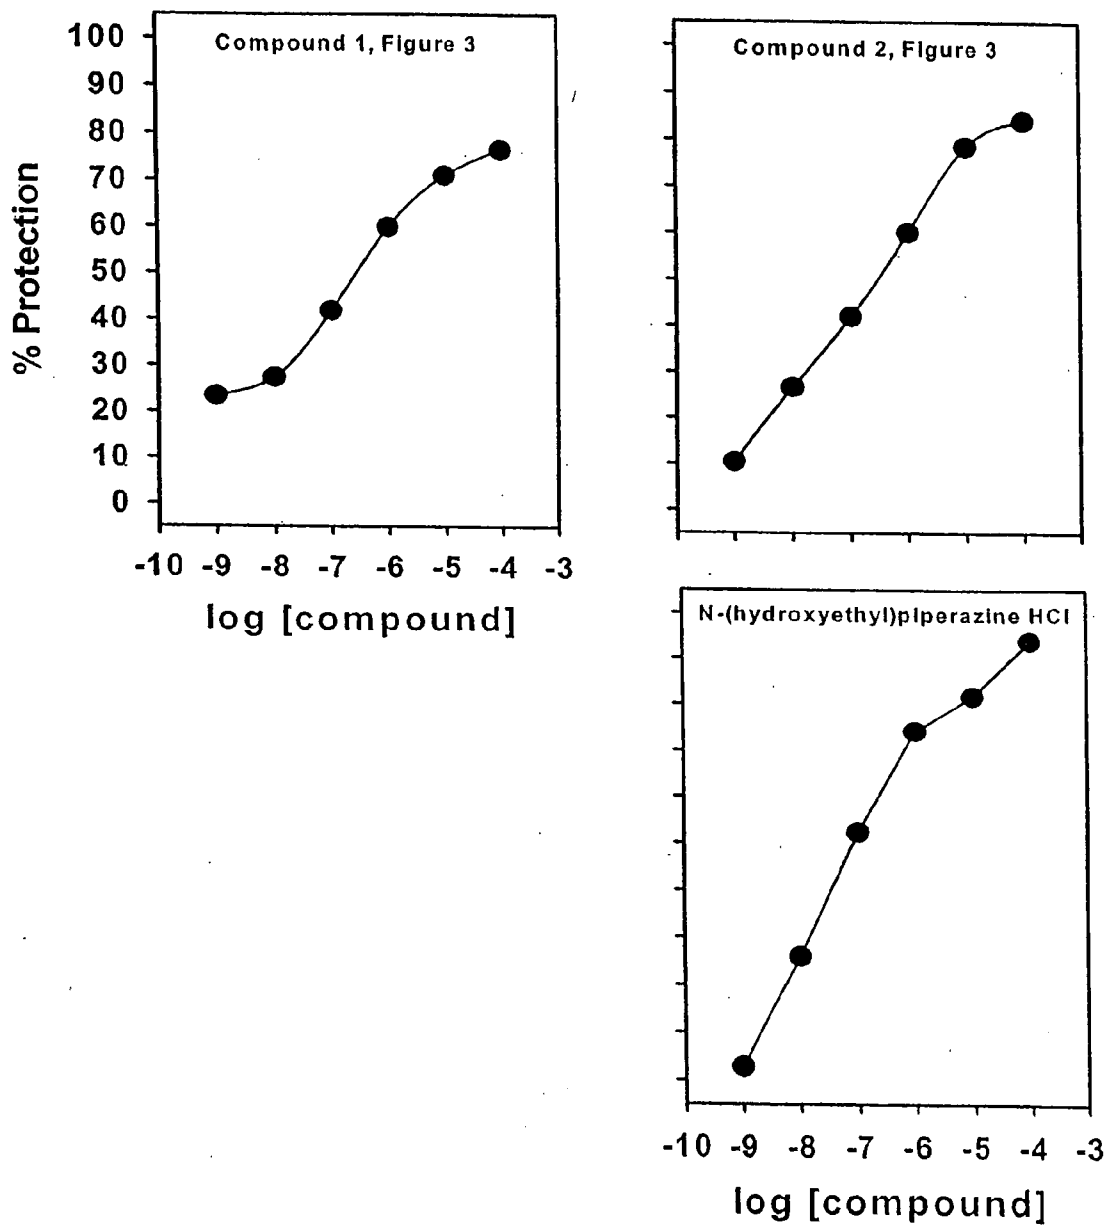 Compound 1, Figure 3
% Protection
100
90
80
70
60
50
40
30
20
10
0
-10 -9 -8 -7 -6 -5 -4 -3
log [compound]
Compound 2, Figure 3
N-(hydroxyethyl)piperazine HCl
-10 -9 -8 -7 -6 -5 -4 -3
log [compound]